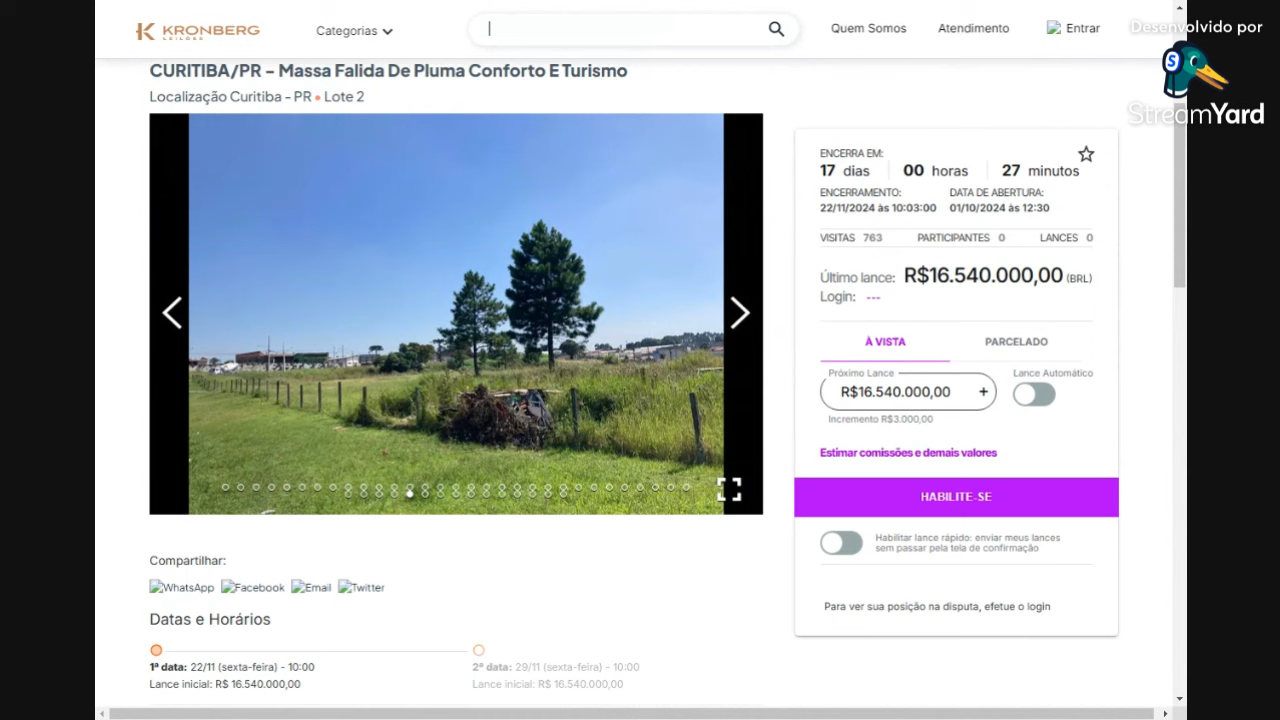 KRONBERG
LEILÕES
Categorias
Quem Somos
Atendimento
Entrar
Desenvolvido por
StreamYard
CURITIBA/PR - Massa Falida De Pluma Conforto E Turismo
Localização Curitiba - PR • Lote 2
ENCERRA EM:
17 dias 00 horas 27 minutos
ENCERRAMENTO: DATA DE ABERTURA:
22/11/2024 às 10:03:00 01/10/2024 às 12:30
VISITAS 763 PARTICIPANTES 0 LANCES 0
Último lance: R$16.540.000,00 (BRL)
Login: ---
À VISTA PARCELADO
Próximo Lance Lance Automático
R$16.540.000,00 +
Incremento R$3.000,00
Estimar comissões e demais valores
HABILITE-SE
Habilitar lance rápido: enviar meus lances
sem passar pela tela de confirmação
Para ver sua posição na disputa, efetue o login
Compartilhar:
WhatsApp Facebook Email Twitter
Datas e Horários
1ª data: 22/11 (sexta-feira) - 10:00
Lance inicial: R$ 16.540.000,00
2ª data: 29/11 (sexta-feira) - 10:00
Lance inicial: R$ 16.540.000,00